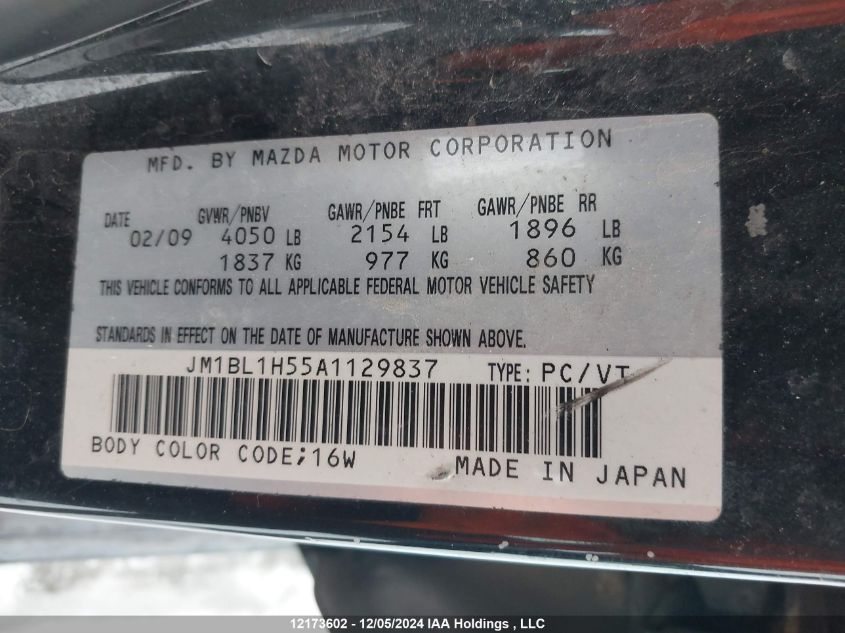 MFD. BY MAZDA MOTOR CORPORATION
DATE GVWR/PNBV GAWR/PNBE FRT GAWR/PNBE RR
02/09 4050 LB 2154 LB 1896 LB
1837 KG 977 KG 860 KG
THIS VEHICLE CONFORMS TO ALL APPLICABLE FEDERAL MOTOR VEHICLE SAFETY
STANDARDS IN EFFECT ON THE DATE OF MANUFACTURE SHOWN ABOVE.
JM1BL1H55A1129837 TYPE: PC/VT
BODY COLOR CODE;16W MADE IN JAPAN
12173602 - 12/05/2024 IAA Holdings , LLC